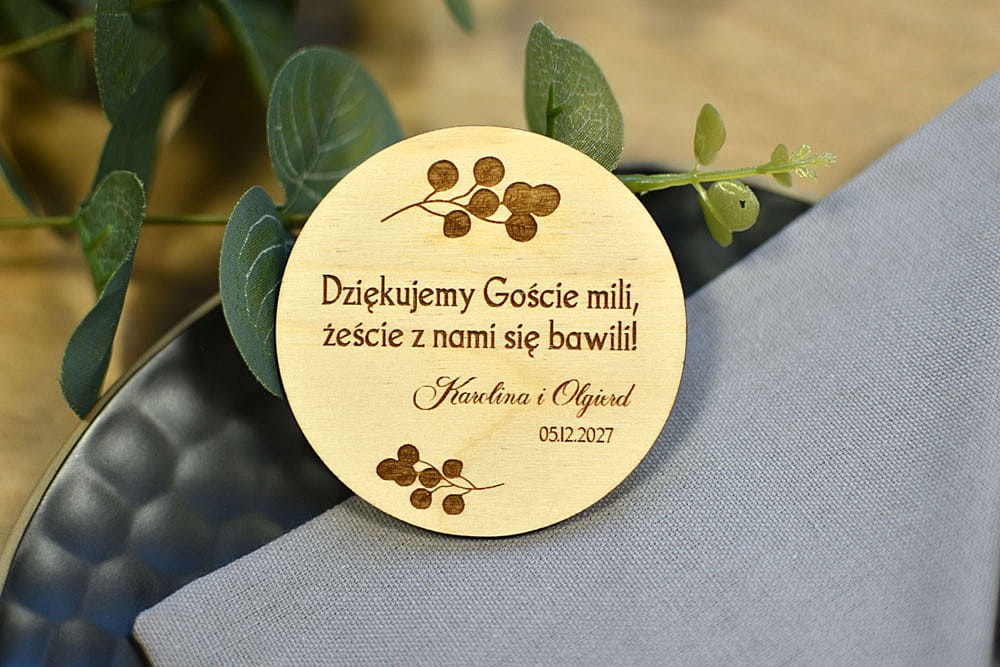 Dziękujemy Goście mili,
żeście z nami się bawili!
Karolina i Olgierd
05.12.2027